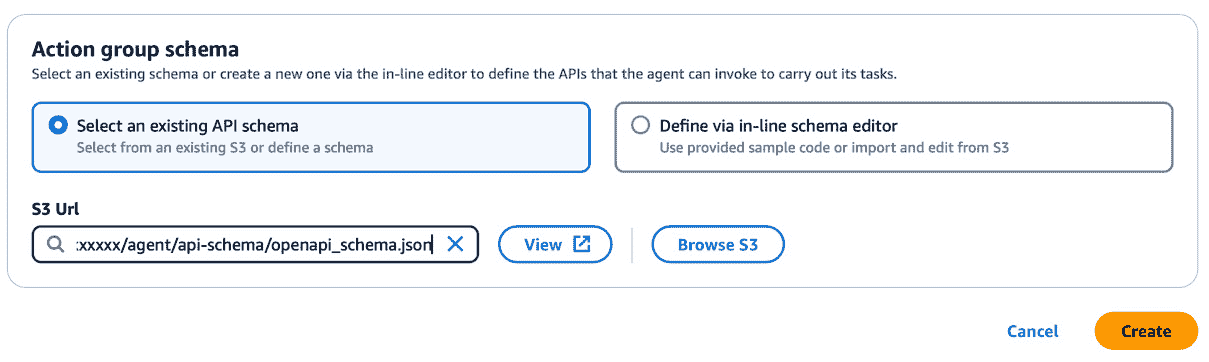 Action group schema
Select an existing schema or create a new one via the in-line editor to define the APIs that the agent can invoke to carry out its tasks.
Select an existing API schema
Select from an existing S3 or define a schema
Define via in-line schema editor
Use provided sample code or import and edit from S3
S3 Url
xxxxx/agent/api-schema/openapi_schema.json
View
Browse S3
Cancel
Create